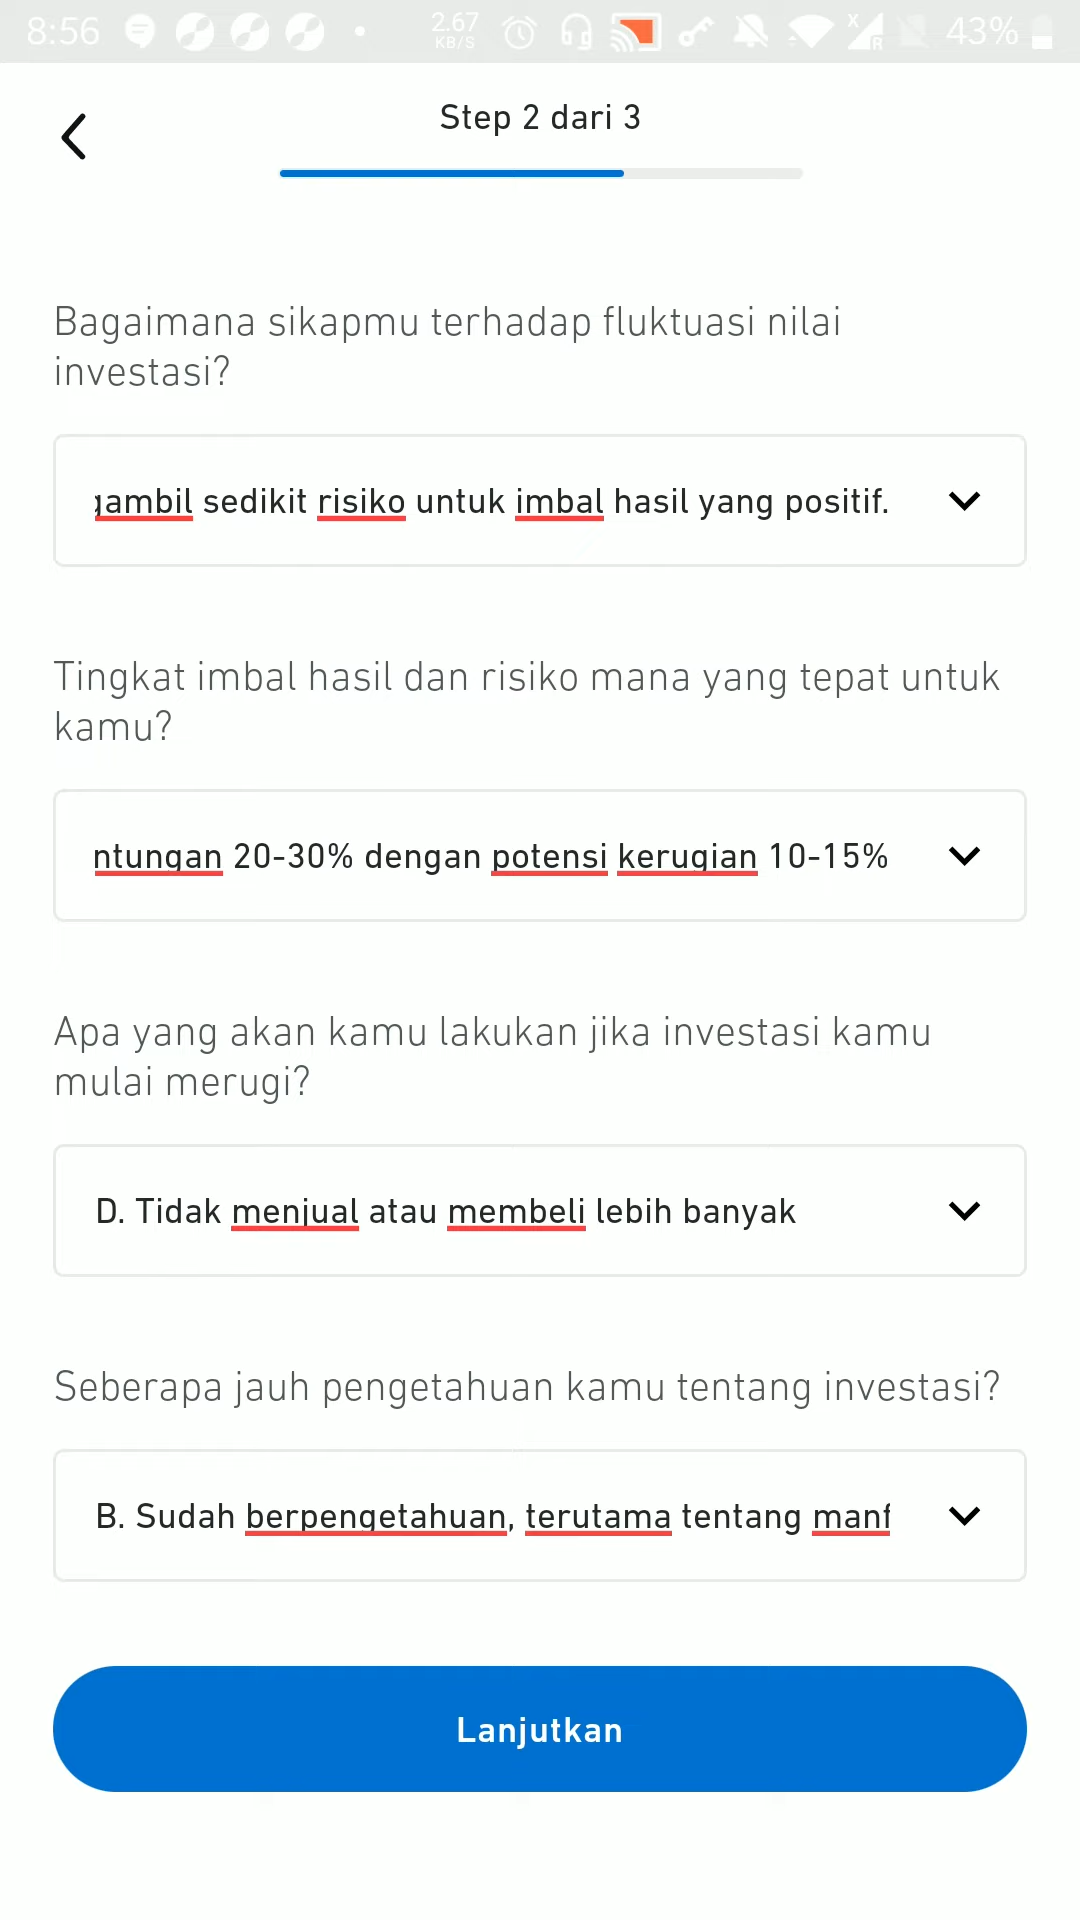 8:56
2.67
KB/S
X
R
43%
Step 2 dari 3
Bagaimana sikapmu terhadap fluktuasi nilai
investasi?
gambil sedikit risiko untuk imbal hasil yang positif.
Tingkat imbal hasil dan risiko mana yang tepat untuk
kamu?
ntungan 20-30% dengan potensi kerugian 10-15%
Apa yang akan kamu lakukan jika investasi kamu
mulai merugi?
D. Tidak menjual atau membeli lebih banyak
Seberapa jauh pengetahuan kamu tentang investasi?
B. Sudah berpengetahuan, terutama tentang manf
Lanjutkan